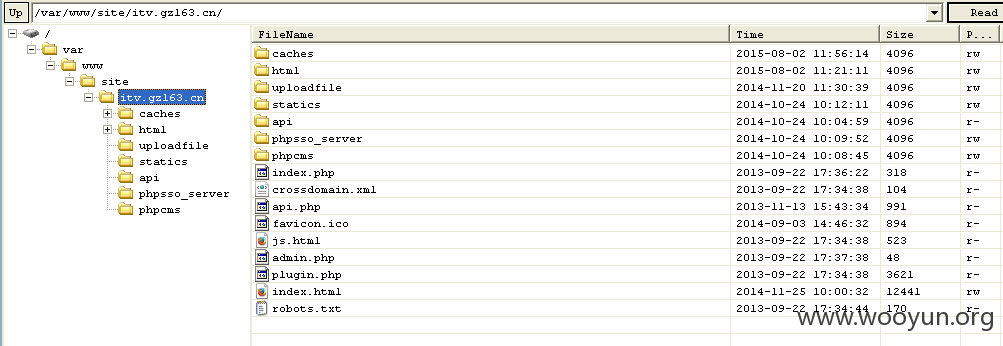 Up /var/www/site/itv.gz163.cn/ Read
/
var
www
site
itv.gz163.cn
caches
html
uploadfile
statics
api
phpsso_server
phpcms
FileName Time Size P...
caches 2015-08-02 11:56:14 4096 rw
html 2015-08-02 11:21:11 4096 rw
uploadfile 2014-11-20 11:30:39 4096 rw
statics 2014-10-24 10:12:11 4096 rw
api 2014-10-24 10:04:59 4096 r-
phpsso_server 2014-10-24 10:09:52 4096 rw
phpcms 2014-10-24 10:08:45 4096 rw
index.php 2013-09-22 17:36:22 318 r-
crossdomain.xml 2013-09-22 17:34:38 104 r-
api.php 2013-11-13 15:43:34 991 r-
favicon.ico 2014-09-03 14:46:32 894 r-
js.html 2013-09-22 17:34:38 523 r-
admin.php 2013-09-22 17:37:38 48 r-
plugin.php 2013-09-22 17:34:38 3621 r-
index.html 2014-11-25 10:00:32 12441 rw
robots.txt 2013-09-22 17:34:44 170 r-
www.wooyun.org